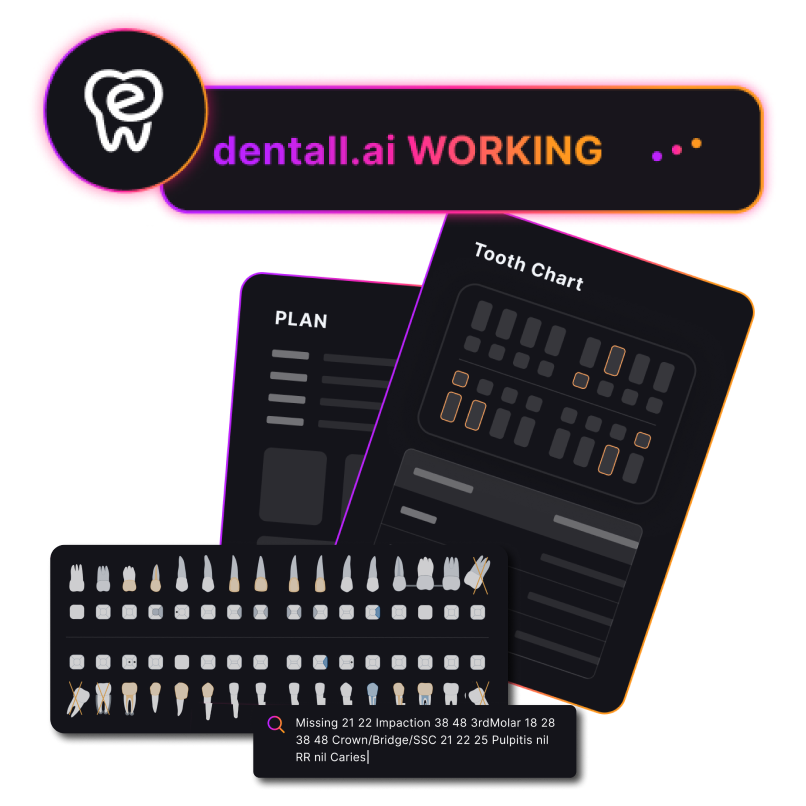 dentall.ai WORKING
Tooth Chart
PLAN
Missing 21 22 Impaction 38 48 3rdMolar 18 28
38 48 Crown/Bridge/SSC 21 22 25 Pulpitis nil
RR nil Caries